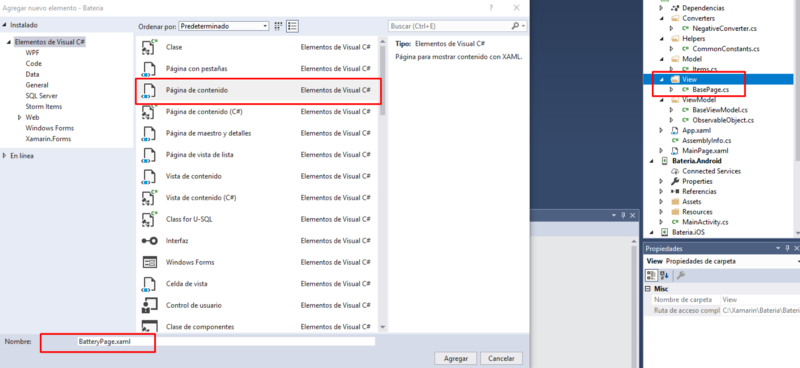 Agregar nuevo elemento - Bateria
Instalado
Elementos de Visual C#
WPF
Code
Data
General
SQL Server
Storm Items
Web
Windows Forms
Xamarin.Forms
En línea
Ordenar por: Predeterminado
Buscar (Ctrl+E)
Clase Elementos de Visual C#
Página con pestañas Elementos de Visual C#
Página de contenido Elementos de Visual C#
Página de contenido (C#) Elementos de Visual C#
Página de maestro y detalles Elementos de Visual C#
Página de vista de lista Elementos de Visual C#
Vista de contenido Elementos de Visual C#
Vista de contenido (C#) Elementos de Visual C#
Class for U-SQL Elementos de Visual C#
Interfaz Elementos de Visual C#
Windows Forms Elementos de Visual C#
Celda de vista Elementos de Visual C#
Control de usuario Elementos de Visual C#
Clase de componentes Elementos de Visual C#
Tipo: Elementos de Visual C#
Página para mostrar contenido con XAML.
Nombre: BatteryPage.xaml
Agregar Cancelar
Dependencias
Converters
NegativeConverter.cs
Helpers
CommonConstants.cs
Model
Items.cs
View
BasePage.cs
ViewModel
BaseViewModel.cs
ObservableObject.cs
App.xaml
AssemblyInfo.cs
MainPage.xaml
Bateria.Android
Connected Services
Properties
Referencias
Assets
Resources
MainActivity.cs
Bateria.iOS
Propiedades
View Propiedades de carpeta
Misc
Nombre de carpeta View
Ruta de acceso compl C:\Xamarin\Bateria\Bateri